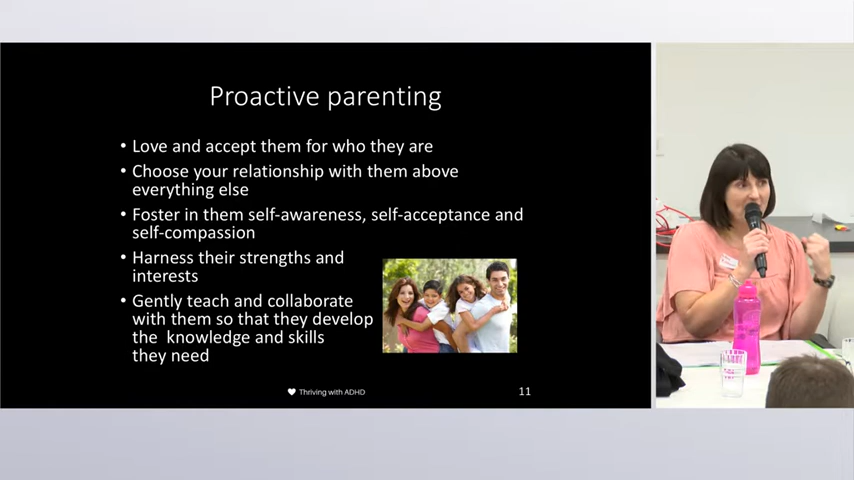 Proactive parenting
• Love and accept them for who they are
• Choose your relationship with them above
everything else
• Foster in them self-awareness, self-acceptance and
self-compassion
• Harness their strengths and
interests
• Gently teach and collaborate
with them so that they develop
the knowledge and skills
they need
Thriving with ADHD
11